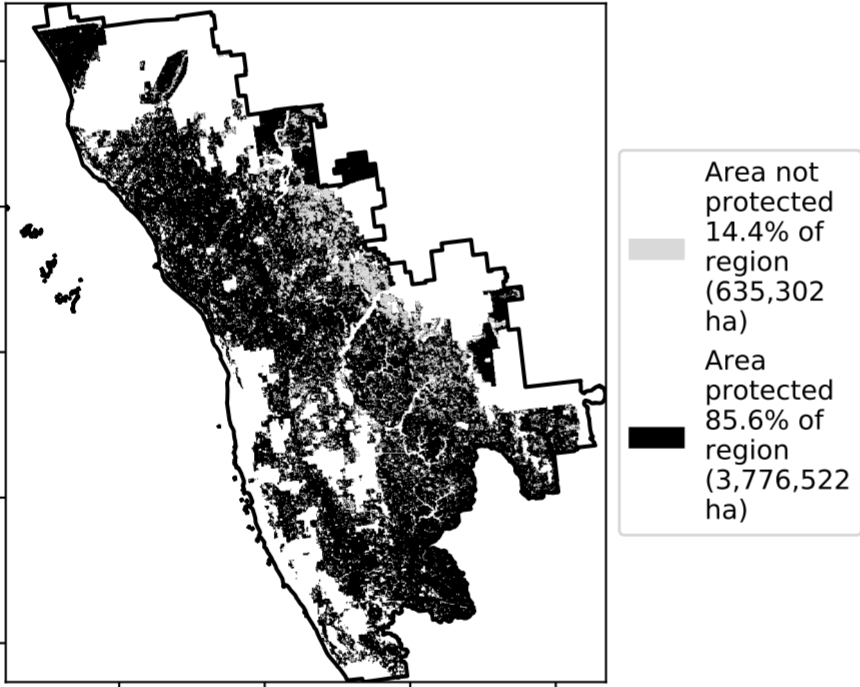 Area not
protected
14.4% of
region
(635,302
ha)
Area
protected
85.6% of
region
(3,776,522
ha)